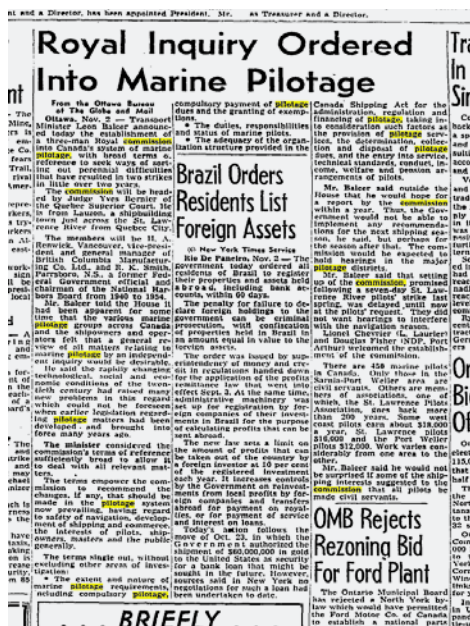 nt and a Director, has been appointed President. Mr. as Treasurer and a Director.
Royal Inquiry Ordered
Into Marine Pilotage
From the Ottawa Bureau
of The Globe and Mail
Ottawa, Nov. 2 — Transport
Minister Leon Balcer announc-
ed today the establishment of
a three-man Royal commission
into Canada's system of marine
pilotage, with broad terms of
reference to seek ways of sort-
ing out perennial difficulties
that have resulted in two strikes
in little over two years.
The commission will be head-
ed by Judge Yves Bernier of
the Quebec Superior Court. He
is from Lauzon, a shipbuilding
town just across the St. Law-
rence River from Quebec City.
The members will be H. A.
Renwick, Vancouver, vice-presi-
dent and general manager of
British Columbia Manufactur-
ing Co. Ltd., and R. K. Smith,
Parrsboro, N.S., a former Fed-
eral Government official and
chairman of the National Har-
bors Board from 1940 to 1954.
Mr. Balcer told the House it
had been apparent for some
time that the various marine
pilotage groups across Canada
and the shipowners and oper-
ators felt that a general re-
view of all matters relating to
marine pilotage by an independ-
ent inquiry would be desirable.
He said the rapidly changing
technological, social and eco-
nomic conditions of the twen-
tieth century had raised many
new problems in this regard
which could not be foreseen
when earlier legislation regard-
ing pilotage matters had been
developed and brought into
force many years ago.
The minister considered the
commission's terms of reference
sufficiently broad to allow it
to deal with all relevant mat-
ters.
The terms empower the com-
mission to recommend the
changes, if any, that should be
made in the pilotage system
now prevailing, having regard
to safety of navigation, develop-
ment of shipping and commerce,
the interests of pilots, ship-
owners, masters and the public
generally.
The terms single out, without
excluding other areas of inves-
tigation:
• The extent and nature of
marine pilotage requirements,
including compulsory pilotage,
compulsory payment of pilotage
dues and the granting of exemp-
tions.
• The duties, responsibilities
and status of marine pilots.
• The adequacy of the organ-
ization structure provided in the
Canada Shipping Act for the
administration, regulation and
financing of pilotage, taking in-
to consideration such factors as
the provision of pilotage serv-
ices, the determination, collec-
tion and disposal of pilotage
dues, and the entry into service,
technical standards, conduct, in-
come, welfare and pension ar-
rangements of pilots.
Mr. Balcer said outside the
House that he would hope for
a report by the commission
within a year. Thus, the Gov-
ernment would not be able to
implement any recommenda-
tions for the next shipping sea-
son, he said, but perhaps for
the season after that. The com-
mission would be expected to
hold hearings in the major
pilotage districts.
Mr. Balcer said that setting
up of the commission, promised
following a seven-day St. Law-
rence River pilots' strike last
spring, was delayed until now
at the pilots' request. They did
not want hearings to interfere
with the navigation season.
Lionel Chevrier (L, Laurier)
and Douglas Fisher (NDP, Port
Arthur) welcomed the establish-
ment of the commission.
There are 458 marine pilots
in Canada. Only those in the
Sarnia-Port Weller area are
civil servants. Others are mem-
bers of associations, one of
which, the St. Lawrence Pilots
Association, goes back more
than 200 years. Some west
coast pilots earn about $18,000
a year, St. Lawrence pilots
$16,000 and the Port Weller
pilots $12,000. Work varies con-
siderably from one area to the
other.
Mr. Balcer said he would not
be surprised if some of the ship-
ping interests suggested to the
commission that all pilots be
made civil servants.
Brazil Orders
Residents List
Foreign Assets
© New York Times Service
Rio De Paneiro, Nov. 2 — The
government today ordered all
residents of Brazil to register
their properties and assets held
abroad, including bank ac-
counts, within 60 days.
The penalty for failure to de-
clare foreign holdings to the
government can be criminal
prosecution, with confiscation
of properties held in Brazil in
an amount equal in value to the
foreign assets.
The order was issued by sup-
erintendency of money and cre-
dit in regulations handed down
for the application of the profits
remittance law that went into
effect Sept. 3. At the same time,
administrative machinery was
set up for registration by for-
eign companies of their invest-
ments in Brazil for the purpose
of calculating profits that can be
sent abroad.
The new law sets a limit on
the amount of profits that can
be taken out of the country by
a foreign investor at 10 per cent
of the registered investment
each year. It increases controls
by the Government on reinvest-
ments from local profits by for-
eign companies and transfers
abroad for payment on royal-
ties, or for payment of service
and interest on loans.
Today's action follows the
move of Oct. 23, in which the
Government authorized the
shipment of $60,000,000 in gold
to the United States as security
for a bank loan that might be
sought in the future. However,
sources said in New York no
negotiations for such a loan had
been undertaken to date.
OMB Rejects
Rezoning Bid
For Ford Plant
The Ontario Municipal Board
has rejected a North York by-
law which would have permitted
the Ford Motor Co. of Canada
to establish a national parts
BRIEFLY